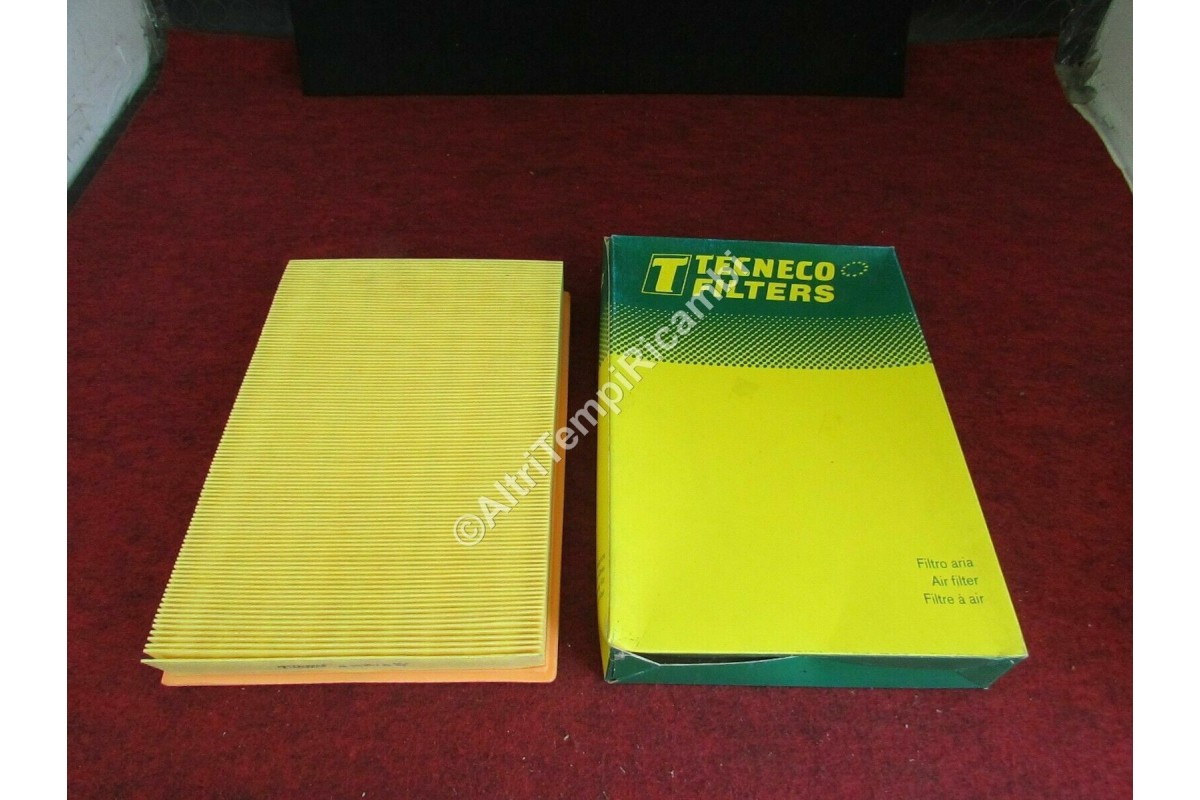 T TECNECO
FILTERS
©AltriTempiRicambi
Filtro aria
Air filter
Filtre à air